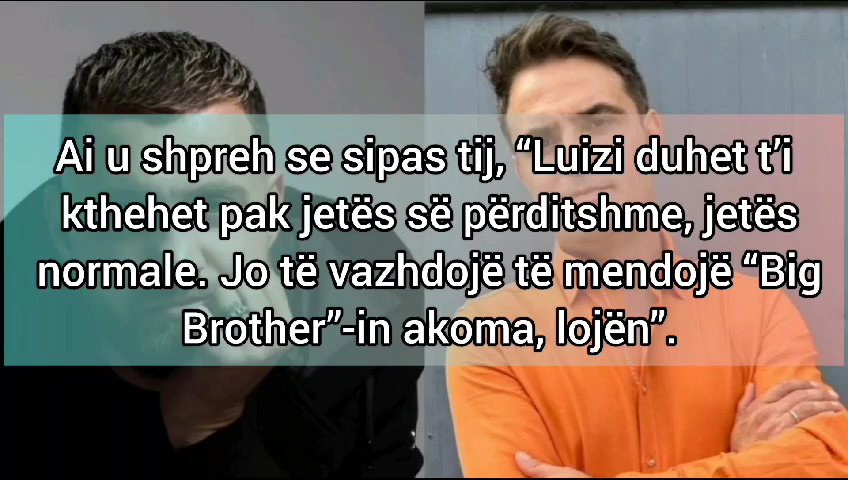 Ai u shpreh se sipas tij, “Luizi duhet t’i
kthehet pak jetës së përditshme, jetës
normale. Jo të vazhdojë të mendojë “Big
Brother”-in akoma, lojën”.